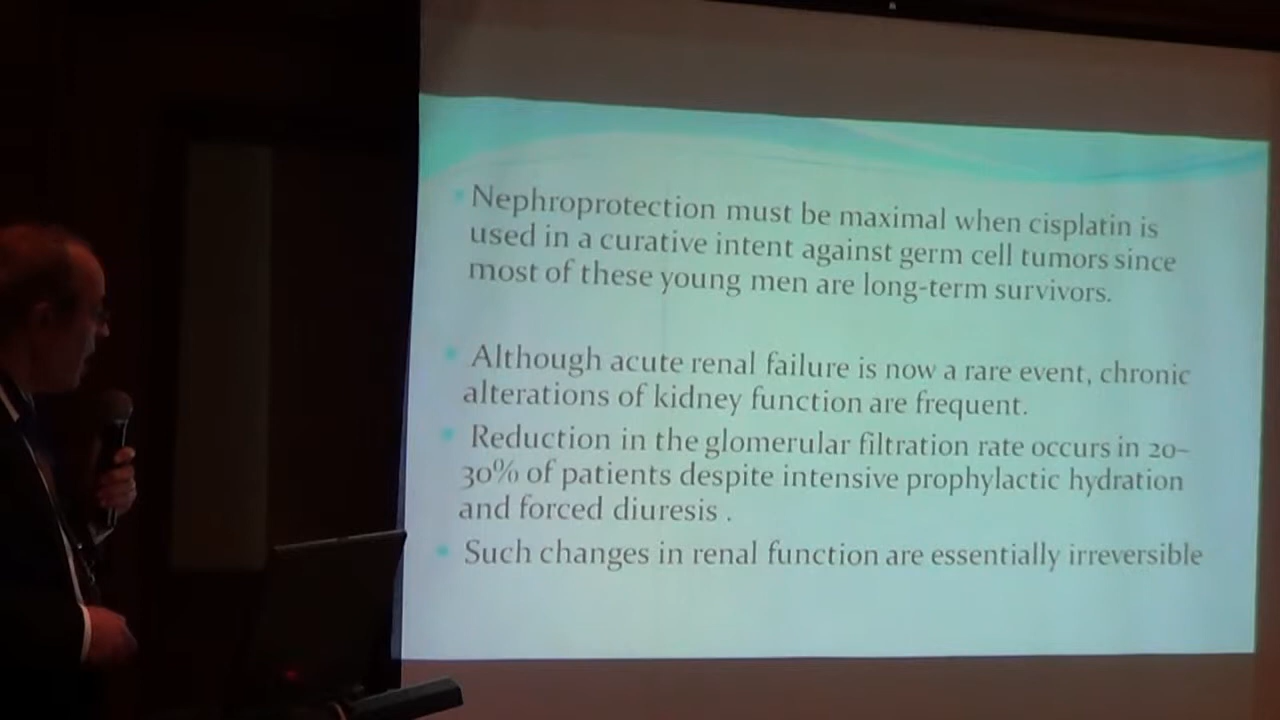 Nephroprotection must be maximal when cisplatin is
used in a curative intent against germ cell tumors since
most of these young men are long-term survivors.
Although acute renal failure is now a rare event, chronic
alterations of kidney function are frequent.
Reduction in the glomerular filtration rate occurs in 20–
30% of patients despite intensive prophylactic hydration
and forced diuresis .
Such changes in renal function are essentially irreversible